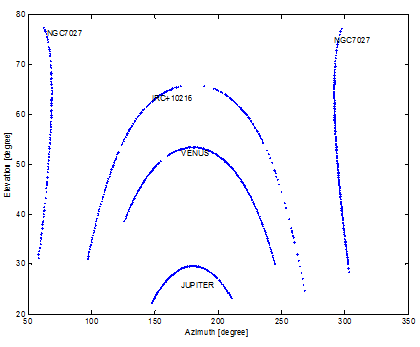 80
NGC7027
NGC7027
70
IRC+10216
60
VENUS
50
40
30
JUPITER
20
50
100
150
200
250
300
350
Elevation [degree]
Azimuth [degree]